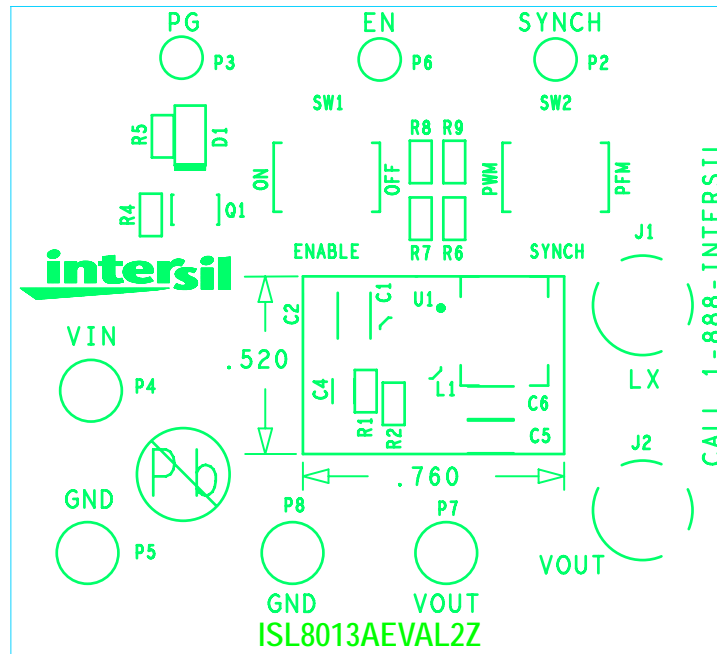 PG
EN
SYNCH
P3
P6
P2
SW1
SW2
R5
D1
R8
R9
ON
OFF
PWM
PFM
R4
Q1
R7
R6
ENABLE
SYNCH
J1
CALL 1-888-INTERSIL
intersil
C2
C1
U1
VIN
.520
P4
C4
R1
R2
L1
C6
C5
LX
Pb
.760
J2
GND
P5
P8
P7
VOUT
GND
VOUT
ISL8013AEVAL2Z